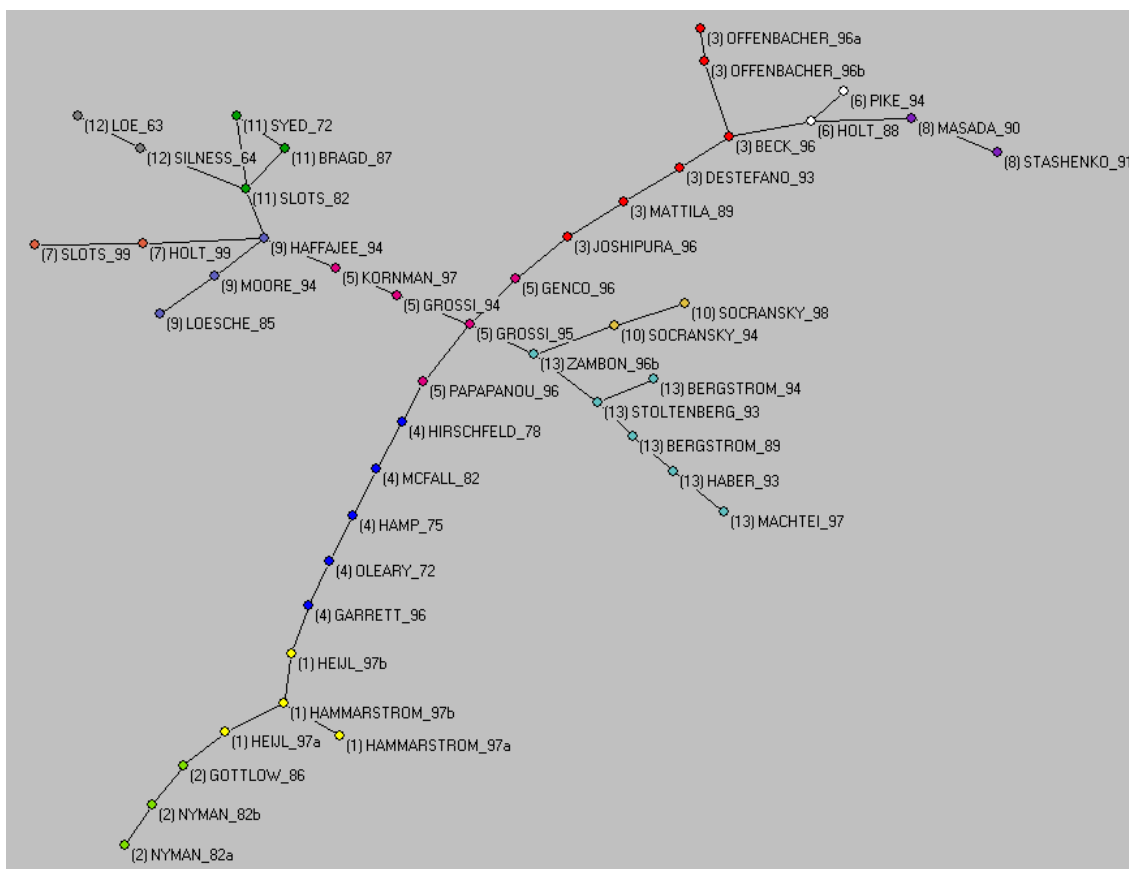 (3) OFFENBACHER_96a
(3) OFFENBACHER_96b
(6) PIKE_94
(12) LOE_63
(11) SYED_72
(6) HOLT_88
(8) MASADA_90
(3) BECK_96
(12) SILNESS_64
(11) BRAGD_87
(8) STASHENKO_91
(3) DESTEFANO_93
(11) SLOTS_82
(3) MATTILA_89
(3) JOSHIPURA_96
(9) HAFFAJEE_94
(7) SLOTS_99
(7) HOLT_99
(5) KORNMAN_97
(9) MOORE_94
(5) GENCO_96
(5) GROSSI_94
(10) SOCRANSKY_98
(9) LOESCHE_85
(5) GROSSI_95
(10) SOCRANSKY_94
(13) ZAMBON_96b
(5) PAPAPANOU_96
(13) BERGSTROM_94
(13) STOLTENBERG_93
(4) HIRSCHFELD_78
(13) BERGSTROM_89
(4) MCFALL_82
(13) HABER_93
(4) HAMP_75
(13) MACHTEI_97
(4) OLEARY_72
(4) GARRETT_96
(1) HEIJL_97b
(1) HAMMARSTROM_97b
(1) HEIJL_97a
(1) HAMMARSTROM_97a
(2) GOTTLOW_86
(2) NYMAN_82b
(2) NYMAN_82a